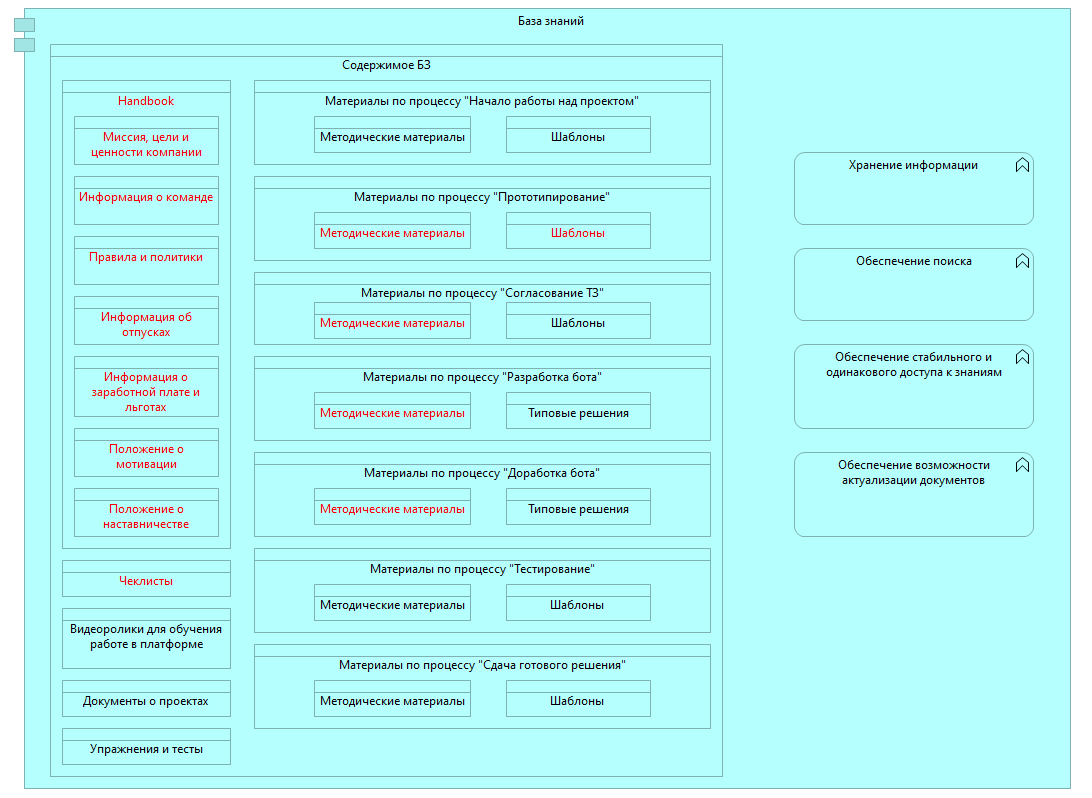 База знаний
Содержимое БЗ
Handbook
Миссия, цели и
ценности компании
Информация о команде
Правила и политики
Информация об
отпусках
Информация о
заработной плате и
льготах
Положение о
мотивации
Положение о
наставничестве
Чеклисты
Видеоролики для обучения
работе в платформе
Документы о проектах
Упражнения и тесты
Материалы по процессу "Начало работы над проектом"
Методические материалы
Шаблоны
Материалы по процессу "Прототипирование"
Методические материалы
Шаблоны
Материалы по процессу "Согласование ТЗ"
Методические материалы
Шаблоны
Материалы по процессу "Разработка бота"
Методические материалы
Типовые решения
Материалы по процессу "Доработка бота"
Методические материалы
Типовые решения
Материалы по процессу "Тестирование"
Методические материалы
Шаблоны
Материалы по процессу "Сдача готового решения"
Методические материалы
Шаблоны
Хранение информации
Обеспечение поиска
Обеспечение стабильного и
одинакового доступа к знаниям
Обеспечение возможности
актуализации документов